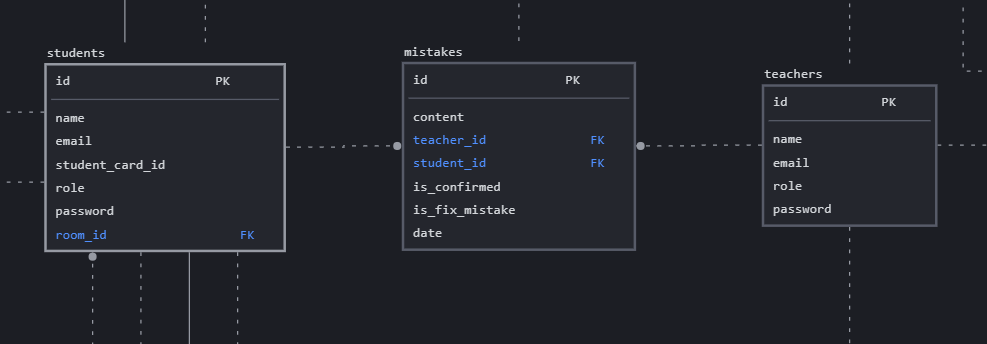 students
id PK
name
email
student_card_id
role
password
room_id FK
mistakes
id PK
content
teacher_id FK
student_id FK
is_confirmed
is_fix_mistake
date
teachers
id PK
name
email
role
password